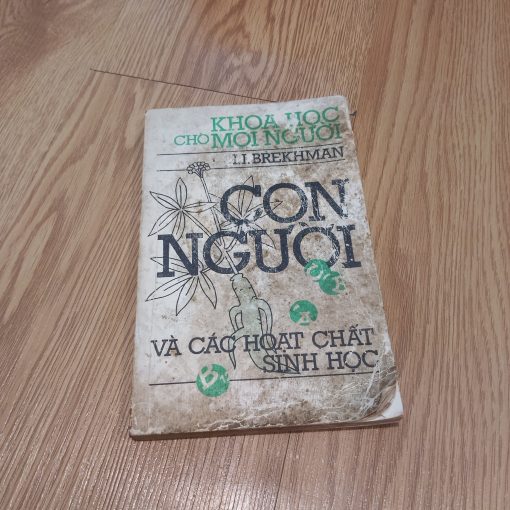 KHOA HỌC
CHO MỌI NGƯỜI
I.I.BREKHMAN
CON
NGƯỜI
VÀ CÁC HOẠT CHẤT
SINH HỌC